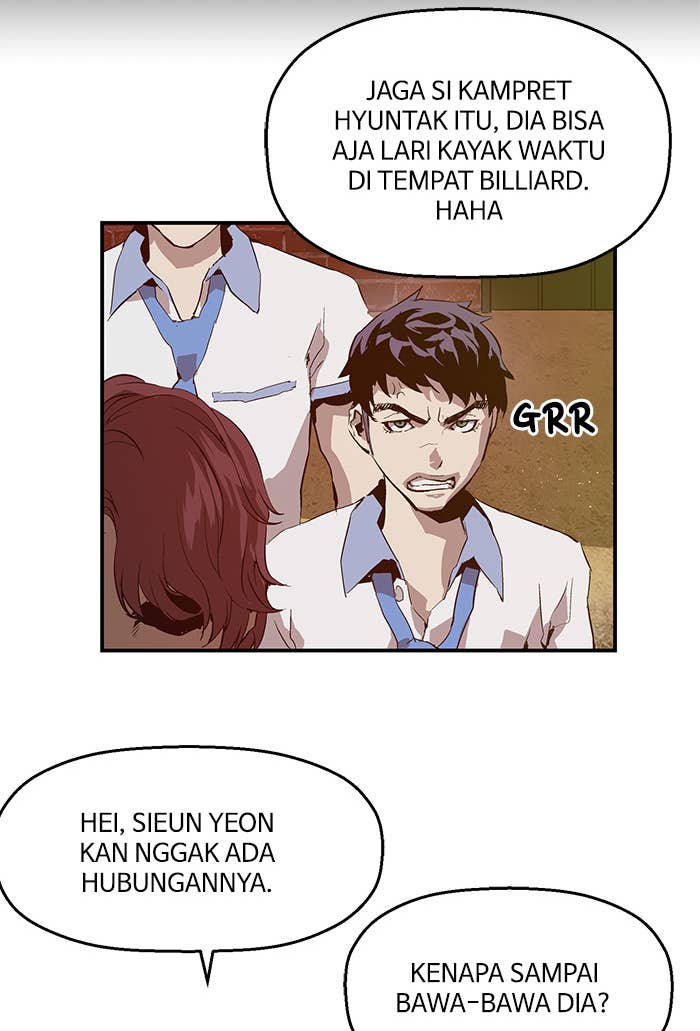 JAGA SI KAMPRET
HYUNTAK ITU, DIA BISA
AJA LARI KAYAK WAKTU
DI TEMPAT BILLIARD.
HAHA
GRR
HEI, SIEUN YEON
KAN NGGAK ADA
HUBUNGANNYA.
KENAPA SAMPAI
BAWA-BAWA DIA?